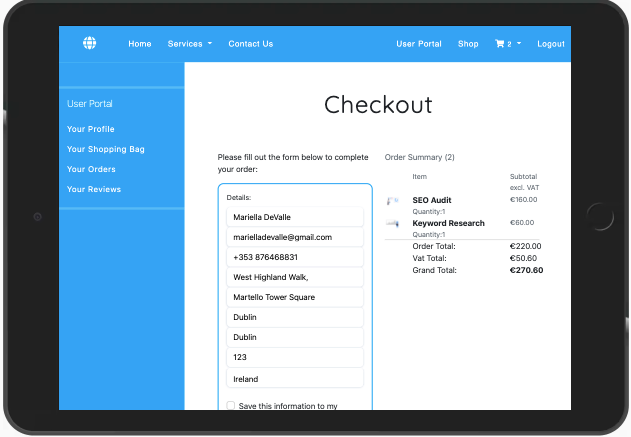 Home Services Contact Us User Portal Shop 2 Logout
User Portal
Your Profile
Your Shopping Bag
Your Orders
Your Reviews
Checkout
Please fill out the form below to complete
your order:
Details:
Mariella DeValle
marielladevalle@gmail.com
+353 876468831
West Highland Walk,
Martello Tower Square
Dublin
Dublin
123
Ireland
Save this information to my
Order Summary (2)
Item Subtotal
excl. VAT
SEO Audit €160.00
Quantity:1
Keyword Research €60.00
Quantity:1
Order Total: €220.00
Vat Total: €50.60
Grand Total: €270.60